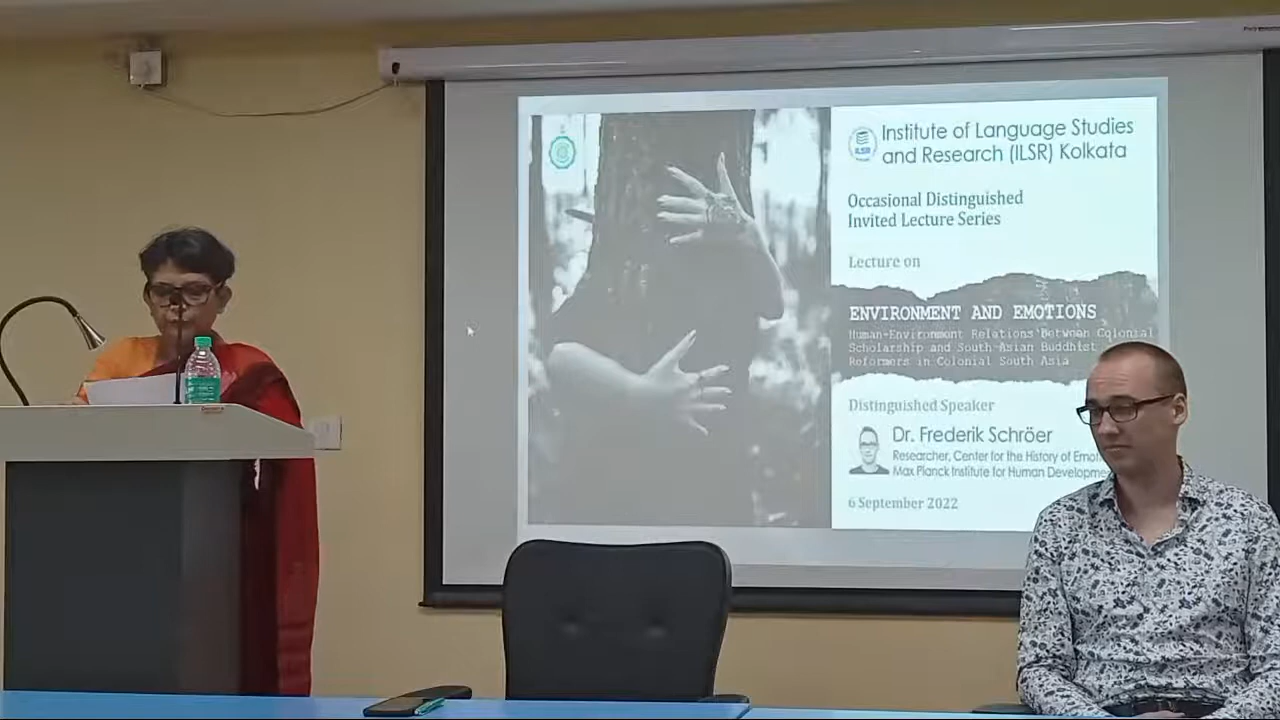 Institute of Language Studies
and Research (ILSR) Kolkata
Occasional Distinguished
Invited Lecture Series
Lecture on
ENVIRONMENT AND EMOTIONS
Human-Environment Relations Between Colonial
Scholarship and South-Asian Buddhist
Reformers in Colonial South Asia
Distinguished Speaker
Dr. Frederik Schröer
Researcher, Center for the History of Emot
Max Planck Institute for Human Developme
6 September 2022